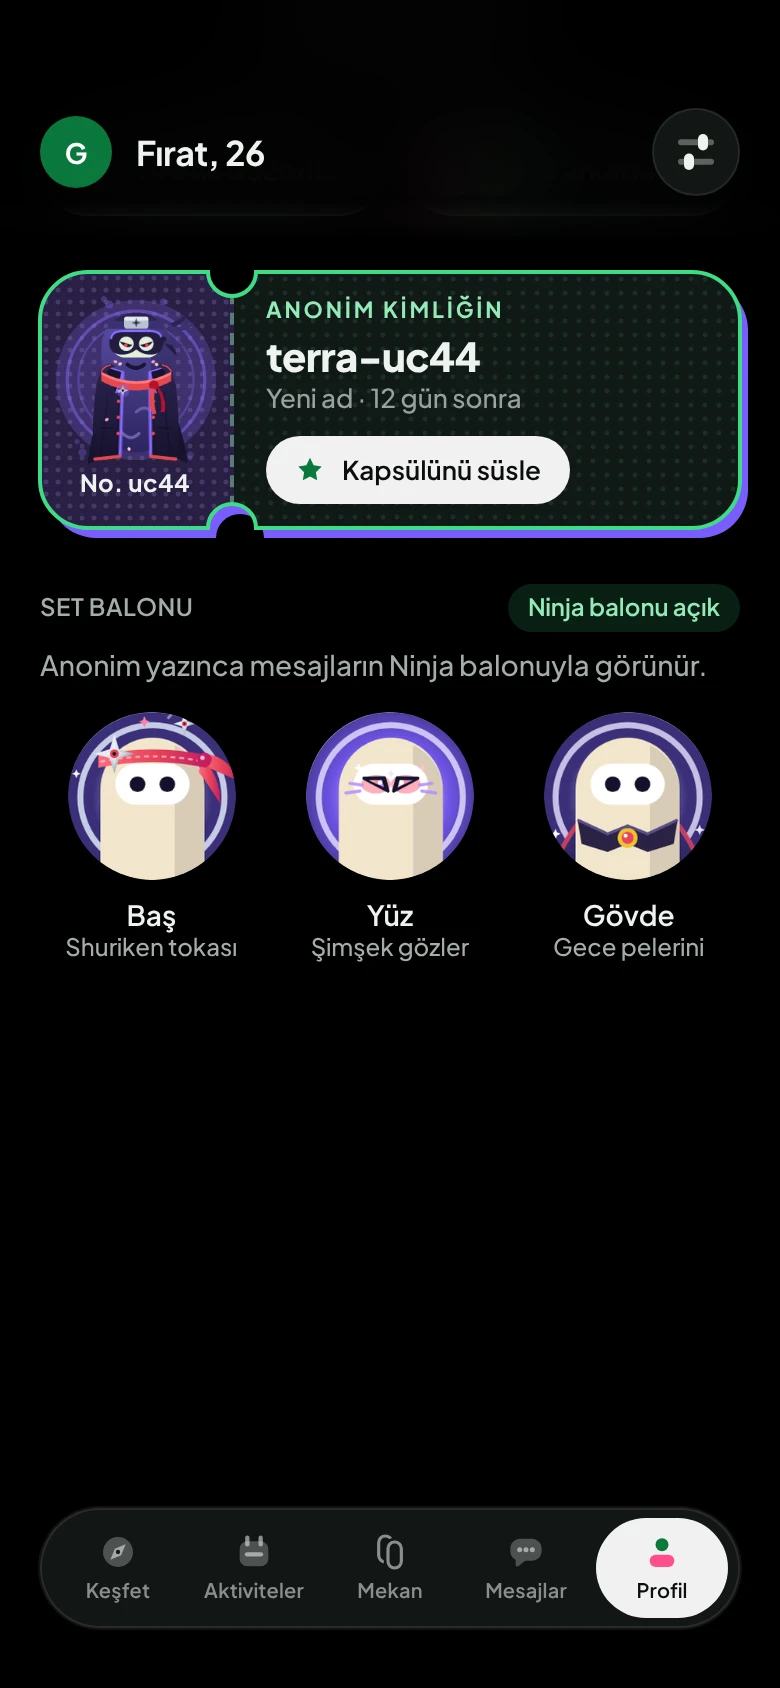 G
Fırat, 26
ANONİM KİMLİĞİN
terra-uc44
Yeni ad · 12 gün sonra
Kapsülünü süsle
No. uc44
SET BALONU
Ninja balonu açık
Anonim yazınca mesajların Ninja balonuyla görünür.
Baş
Shuriken tokası
Yüz
Şimşek gözler
Gövde
Gece pelerini
Keşfet
Aktiviteler
Mekan
Mesajlar
Profil